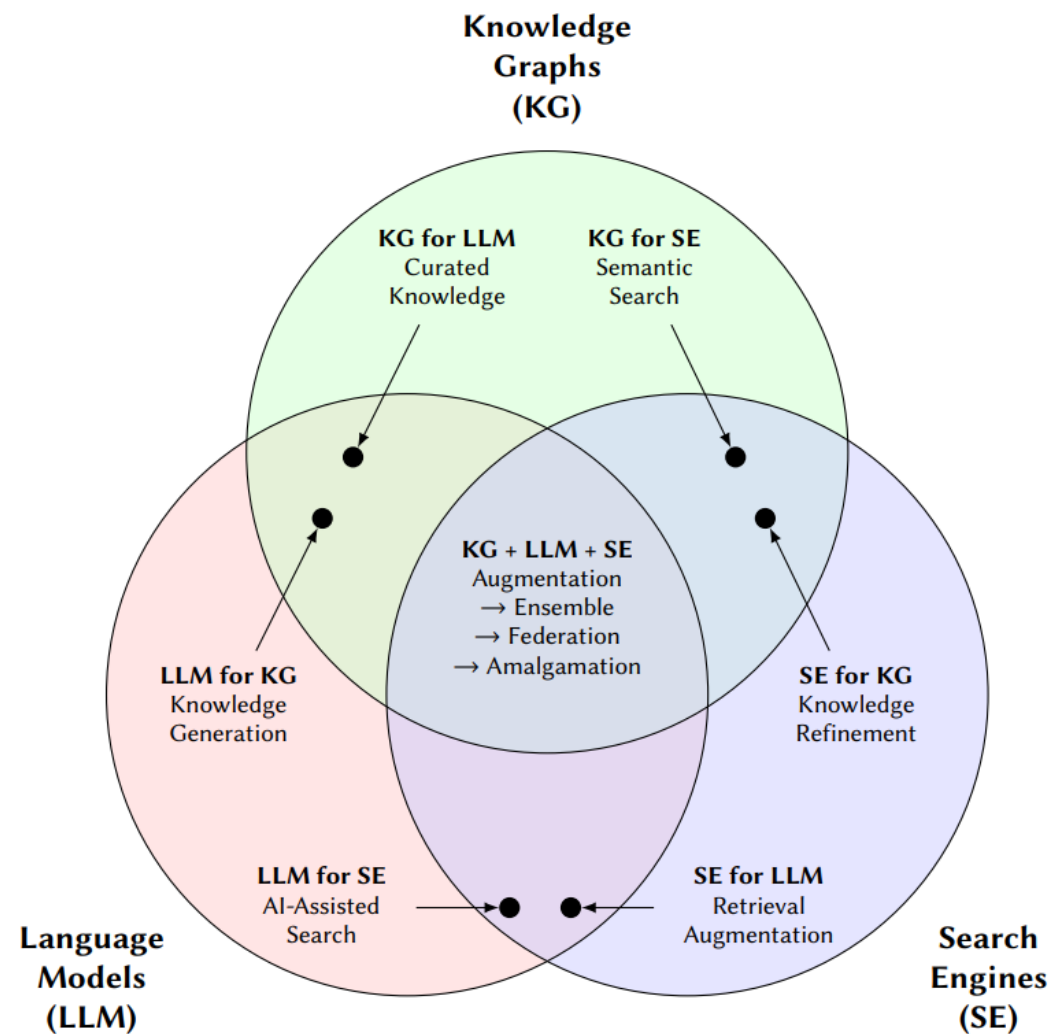 Knowledge
Graphs
(KG)
KG for LLM
Curated
Knowledge
KG for SE
Semantic
Search
KG + LLM + SE
Augmentation
→ Ensemble
→ Federation
→ Amalgamation
LLM for KG
Knowledge
Generation
SE for KG
Knowledge
Refinement
LLM for SE
AI-Assisted
Search
SE for LLM
Retrieval
Augmentation
Language
Models
(LLM)
Search
Engines
(SE)